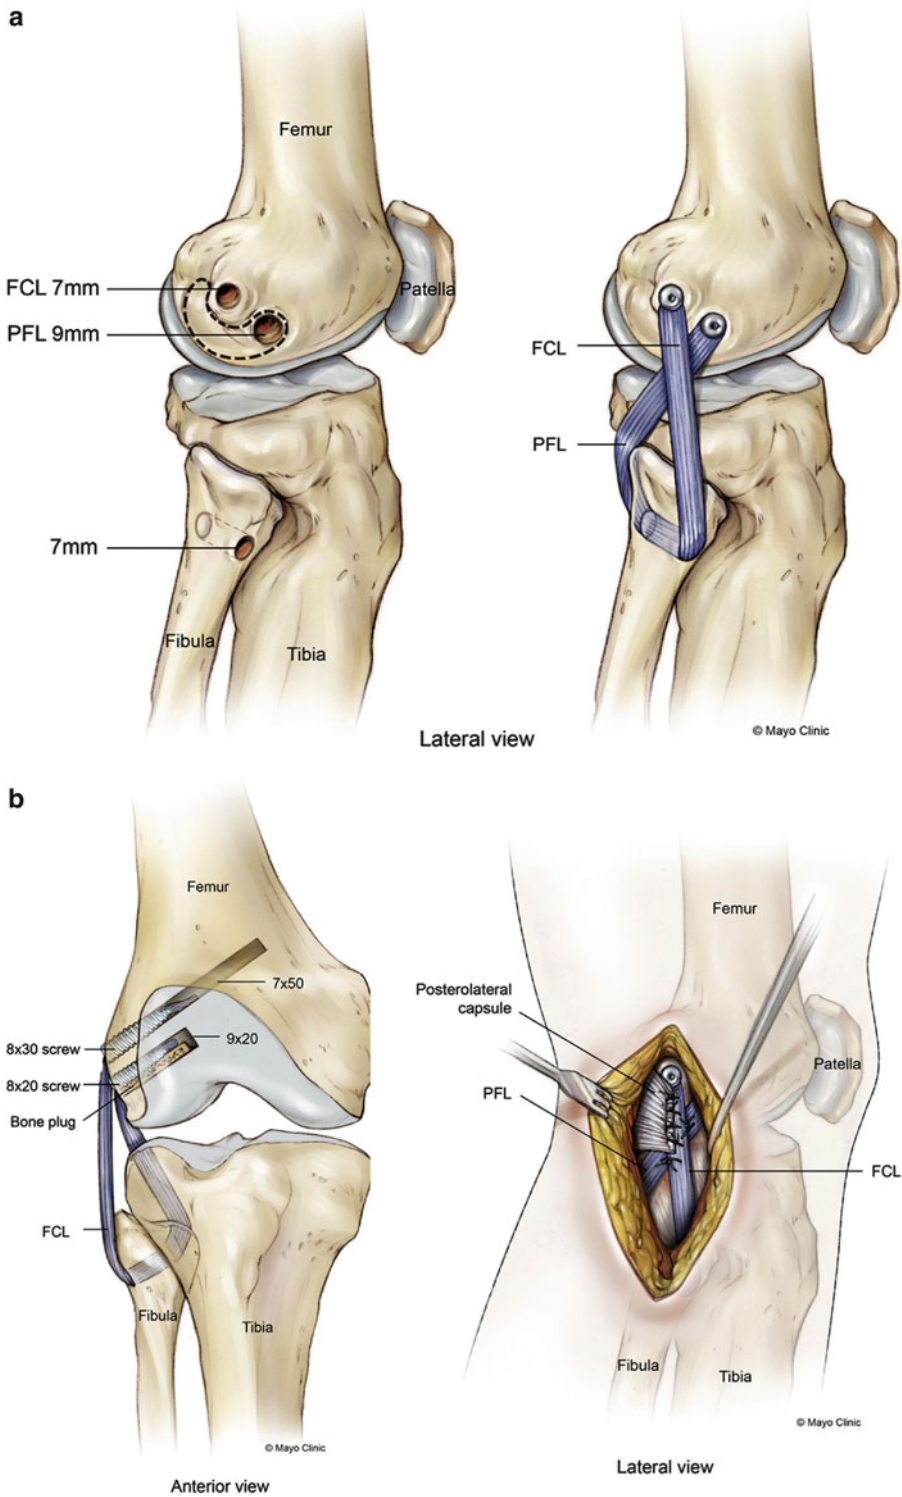 a
Femur
FCL 7mm
Patella
PFL 9mm
FCL
PFL
7mm
Fibula
Tibia
© Mayo Clinic
Lateral view
b
Femur
7x50
8x30 screw
9x20
8x20 screw
Bone plug
FCL
Fibula
Tibia
© Mayo Clinic
Anterior view
Femur
Posterolateral
capsule
Patella
PFL
FCL
Fibula
Tibia
© Mayo Clinic
Lateral view